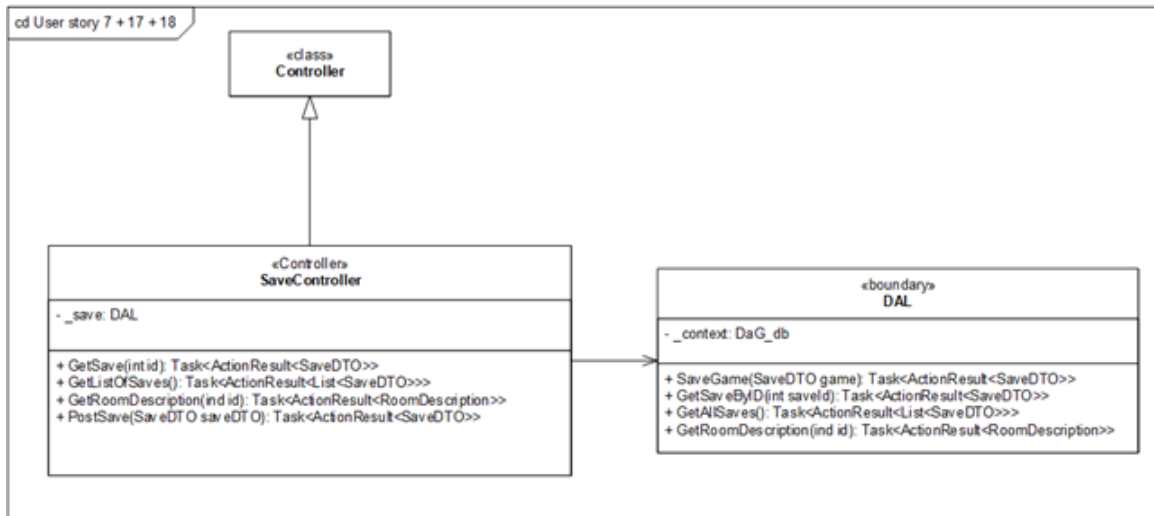 cd User story 7 + 17 + 18
«class»
Controller
«Controller»
SaveController
- _save: DAL
+ GetSave(int id): Task<ActionResult<SaveDTO>>
+ GetListOfSaves(): Task<ActionResult<List<SaveDTO>>>
+ GetRoomDescription(ind id): Task<ActionResult<RoomDescription>>
+ PostSave(SaveDTO saveDTO): Task<ActionResult<SaveDTO>>
«boundary»
DAL
- _context: DaG_db
+ SaveGame(SaveDTO game): Task<ActionResult<SaveDTO>>
+ GetSaveByID(int saveId): Task<ActionResult<SaveDTO>>
+ GetAllSaves(): Task<ActionResult<List<SaveDTO>>>
+ GetRoomDescription(ind id): Task<ActionResult<RoomDescription>>